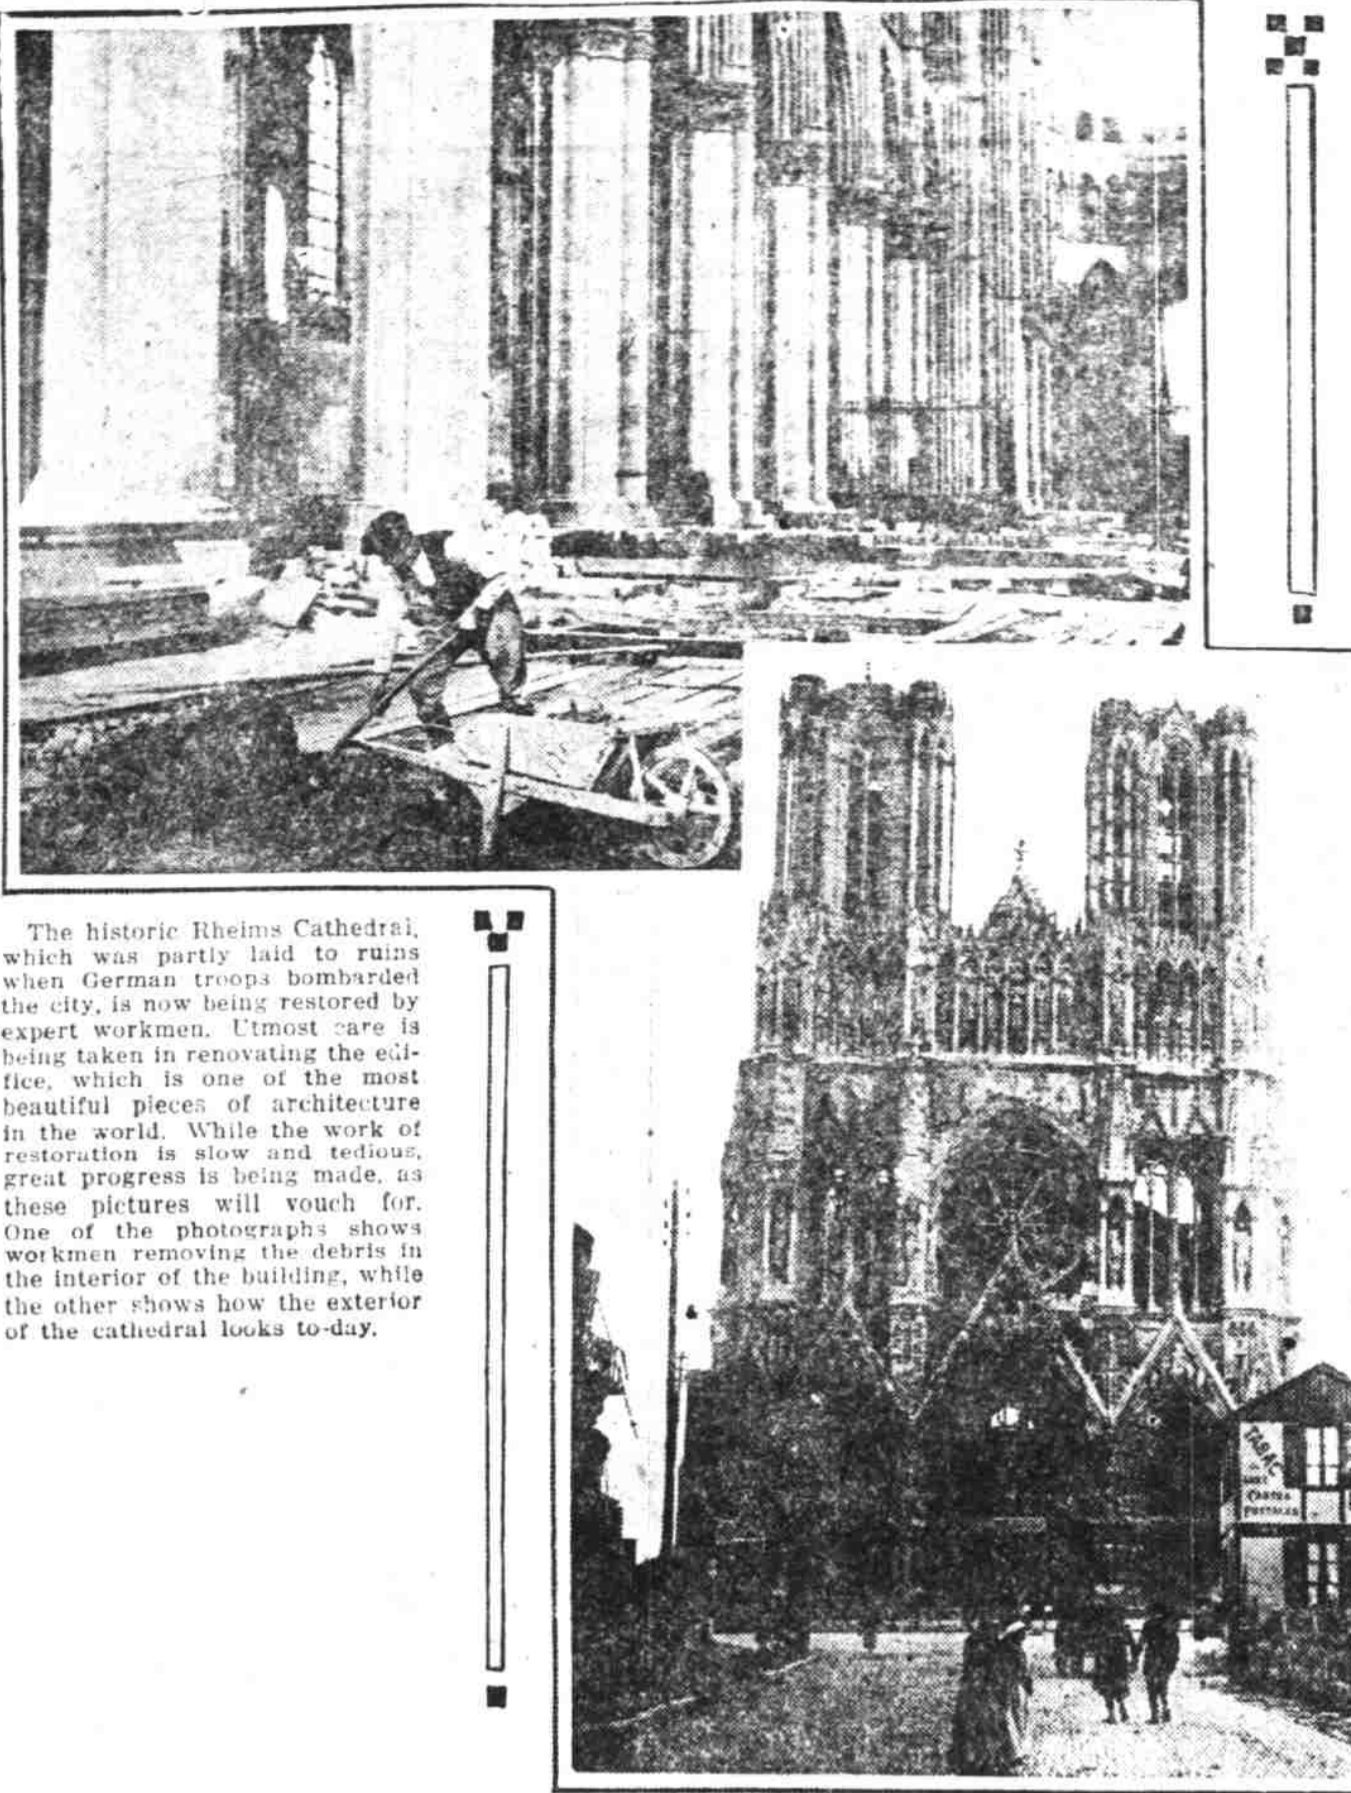 The historic Rheims Cathedral,
which was partly laid to ruins
when German troops bombarded
the city, is now being restored by
expert workmen. Utmost care is
being taken in renovating the edi-
fice, which is one of the most
beautiful pieces of architecture
in the world. While the work of
restoration is slow and tedious,
great progress is being made, as
these pictures will vouch for.
One of the photographs shows
workmen removing the debris in
the interior of the building, while
the other shows how the exterior
of the cathedral looks to-day.
TABAC
CARTES
POSTALES